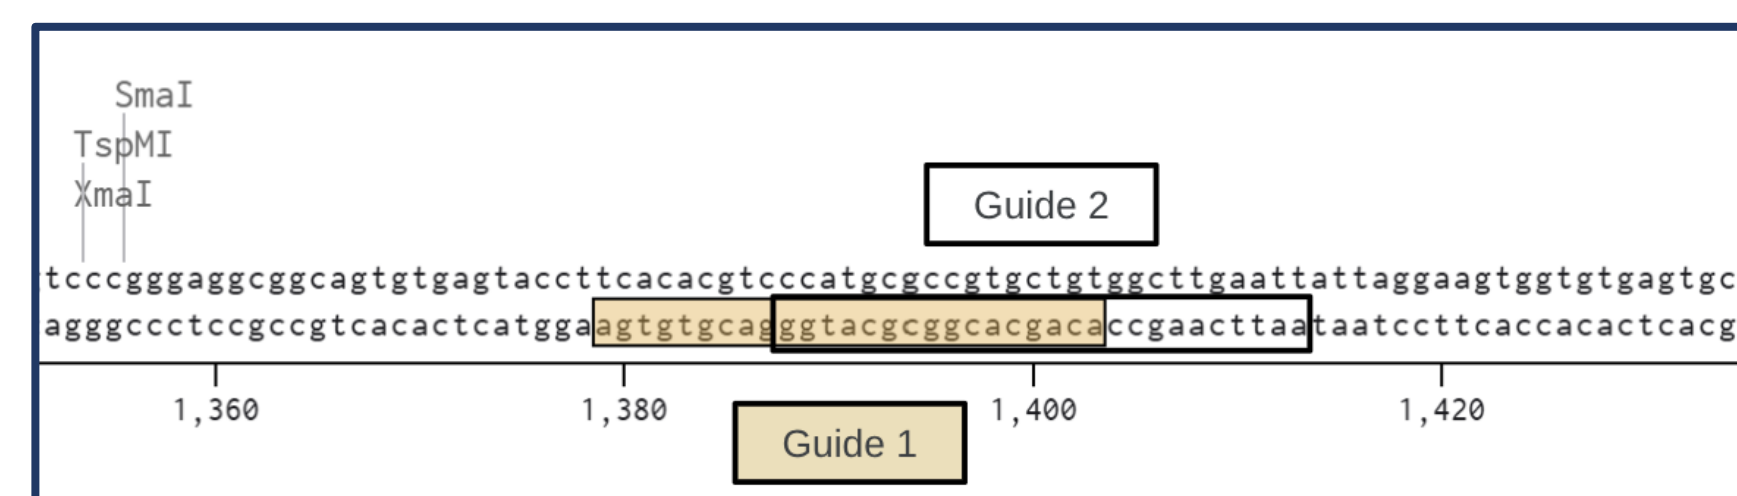 SmaI
TspMI
XmaI
Guide 2
tcccgggaggcggcagtgtgagtaccttcacacgtcccatgcgccgtgctgtggcttgaattattaggaagtggtgtgagtgc
agggccctccgccgtcacactcatggaagtgtgcagggtacgcggcacgacaccgaacttaataatccttcaccacactcacg
1,360 1,380 1,400 1,420
Guide 1